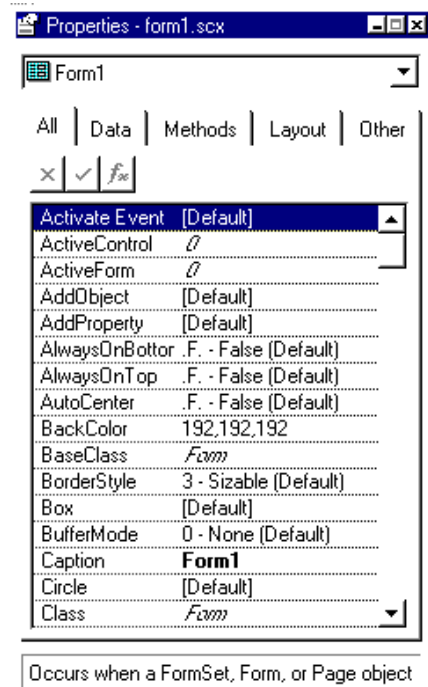 Properties - form1.scx
Form1
All Data Methods Layout Other
fx
Activate Event [Default]
ActiveControl 0
ActiveForm 0
AddObject [Default]
AddProperty [Default]
AlwaysOnBottor .F. - False (Default)
AlwaysOnTop .F. - False (Default)
AutoCenter .F. - False (Default)
BackColor 192,192,192
BaseClass Form
BorderStyle 3 - Sizable (Default)
Box [Default]
BufferMode 0 - None (Default)
Caption Form1
Circle [Default]
Class Form
Occurs when a FormSet, Form, or Page object